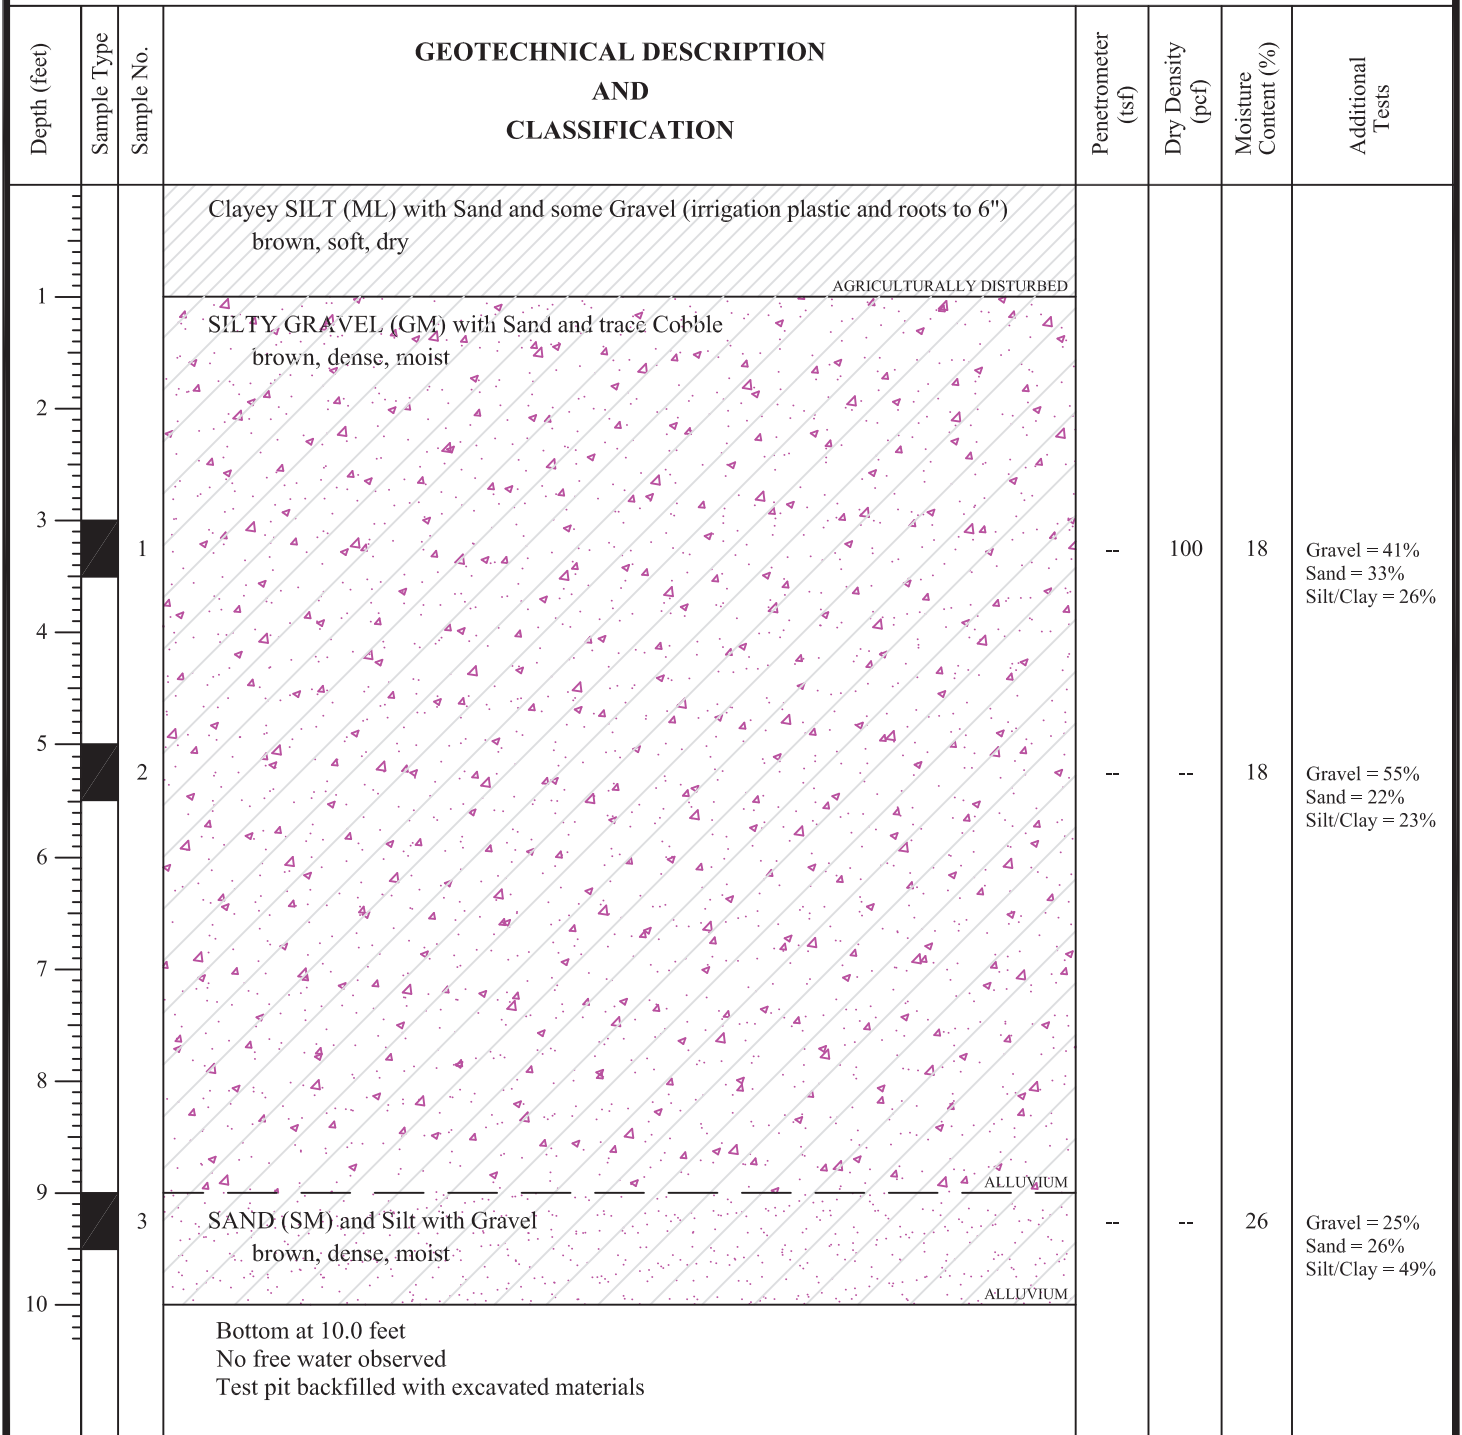 Depth (feet)
Sample Type
Sample No.
GEOTECHNICAL DESCRIPTION
AND
CLASSIFICATION
Penetrometer
(tsf)
Dry Density
(pcf)
Moisture
Content (%)
Additional
Tests
Clayey SILT (ML) with Sand and some Gravel (irrigation plastic and roots to 6")
brown, soft, dry
AGRICULTURALLY DISTURBED
1
SILTY GRAVEL (GM) with Sand and trace Cobble
brown, dense, moist
2
3
1
--
100
18
Gravel = 41%
Sand = 33%
Silt/Clay = 26%
4
5
2
--
--
18
Gravel = 55%
Sand = 22%
Silt/Clay = 23%
6
7
8
ALLUVIUM
9
SAND (SM) and Silt with Gravel
brown, dense, moist
3
--
--
26
Gravel = 25%
Sand = 26%
Silt/Clay = 49%
ALLUVIUM
10
Bottom at 10.0 feet
No free water observed
Test pit backfilled with excavated materials